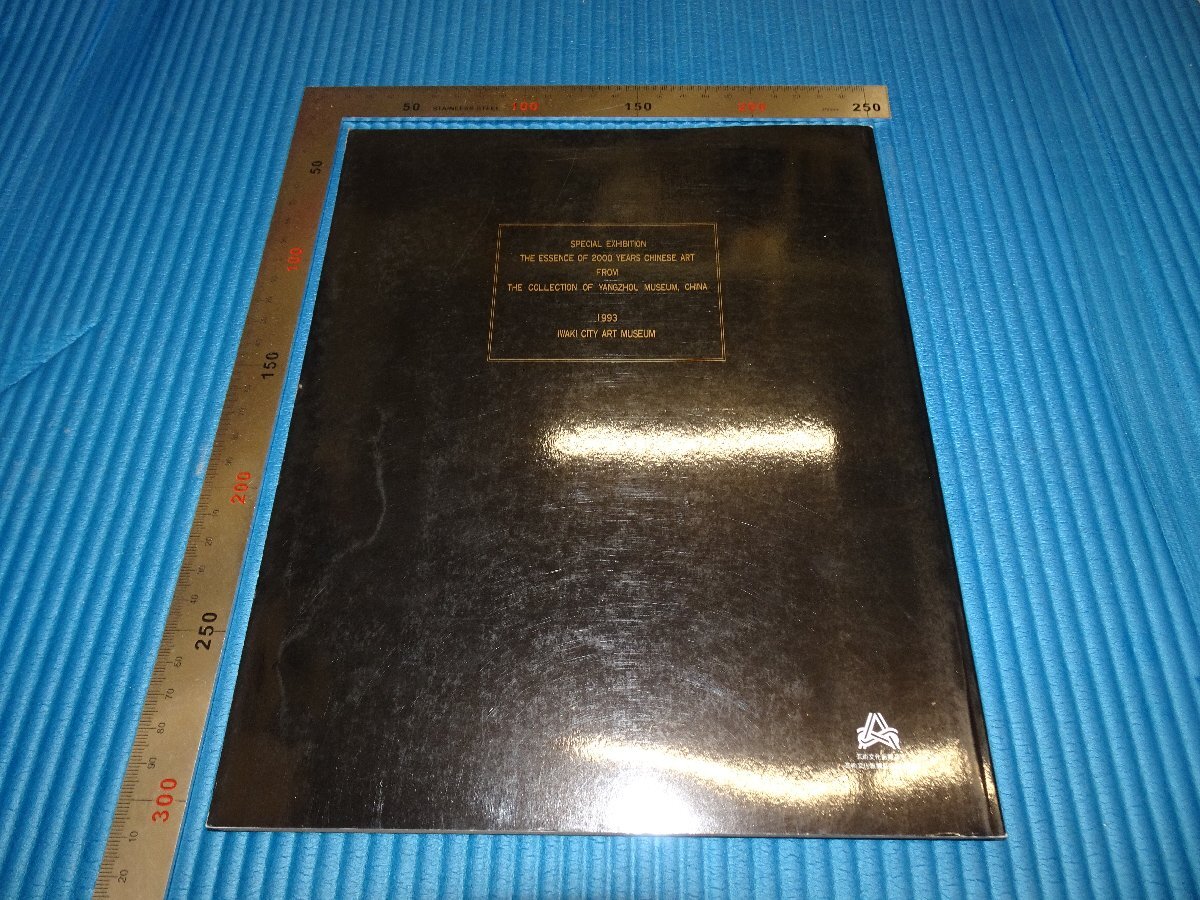 50 STAINLESS STEEL 100 150 200 250
50
100
150
200
250
300
SPECIAL EXHIBITION
THE ESSENCE OF 2000 YEARS CHINESE ART
FROM
THE COLLECTION OF YANGZHOU MUSEUM, CHINA
1993
IWAKI CITY ART MUSEUM